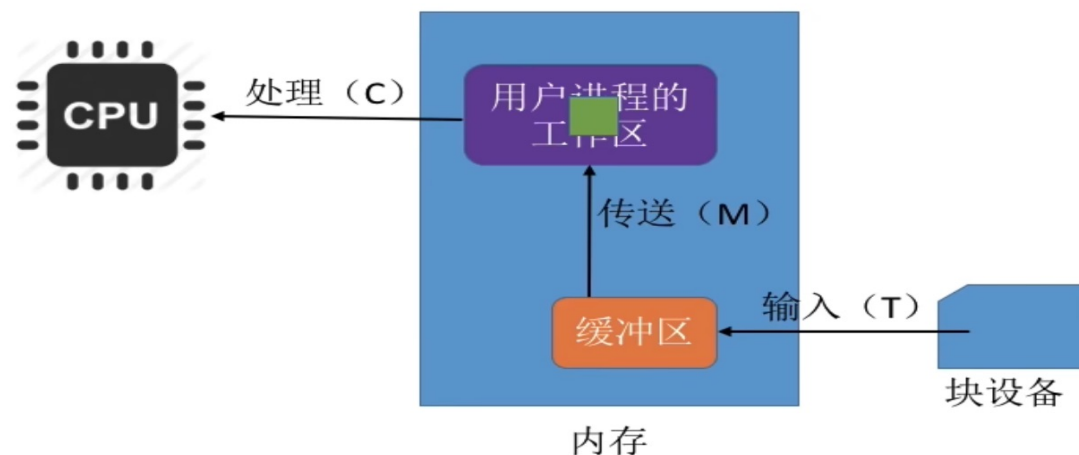 CPU
处理（C）
用户进程的
工作区
传送（M）
输入（T）
缓冲区
块设备
内存